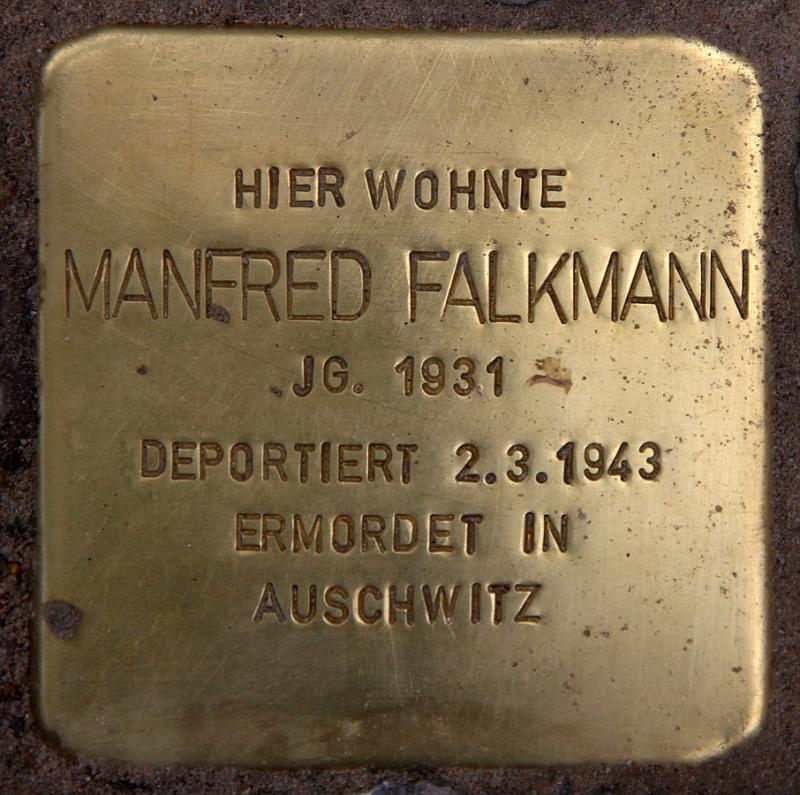 HIER WOHNTE
MANFRED FALKMANN
JG. 1931
DEPORTIERT 2.3.1943
ERMORDET IN
AUSCHWITZ